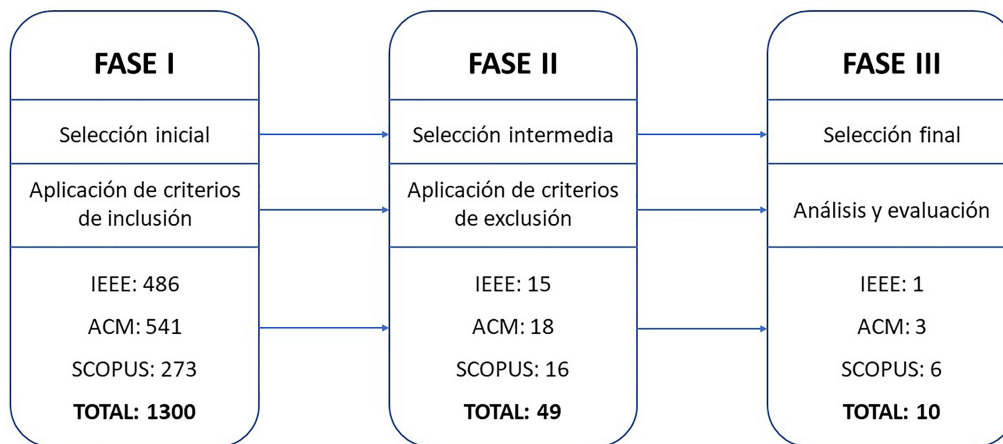 FASE I
Selección inicial
Aplicación de criterios
de inclusión
IEEE: 486
ACM: 541
SCOPUS: 273
TOTAL: 1300
FASE II
Selección intermedia
Aplicación de criterios
de exclusión
IEEE: 15
ACM: 18
SCOPUS: 16
TOTAL: 49
FASE III
Selección final
Análisis y evaluación
IEEE: 1
ACM: 3
SCOPUS: 6
TOTAL: 10